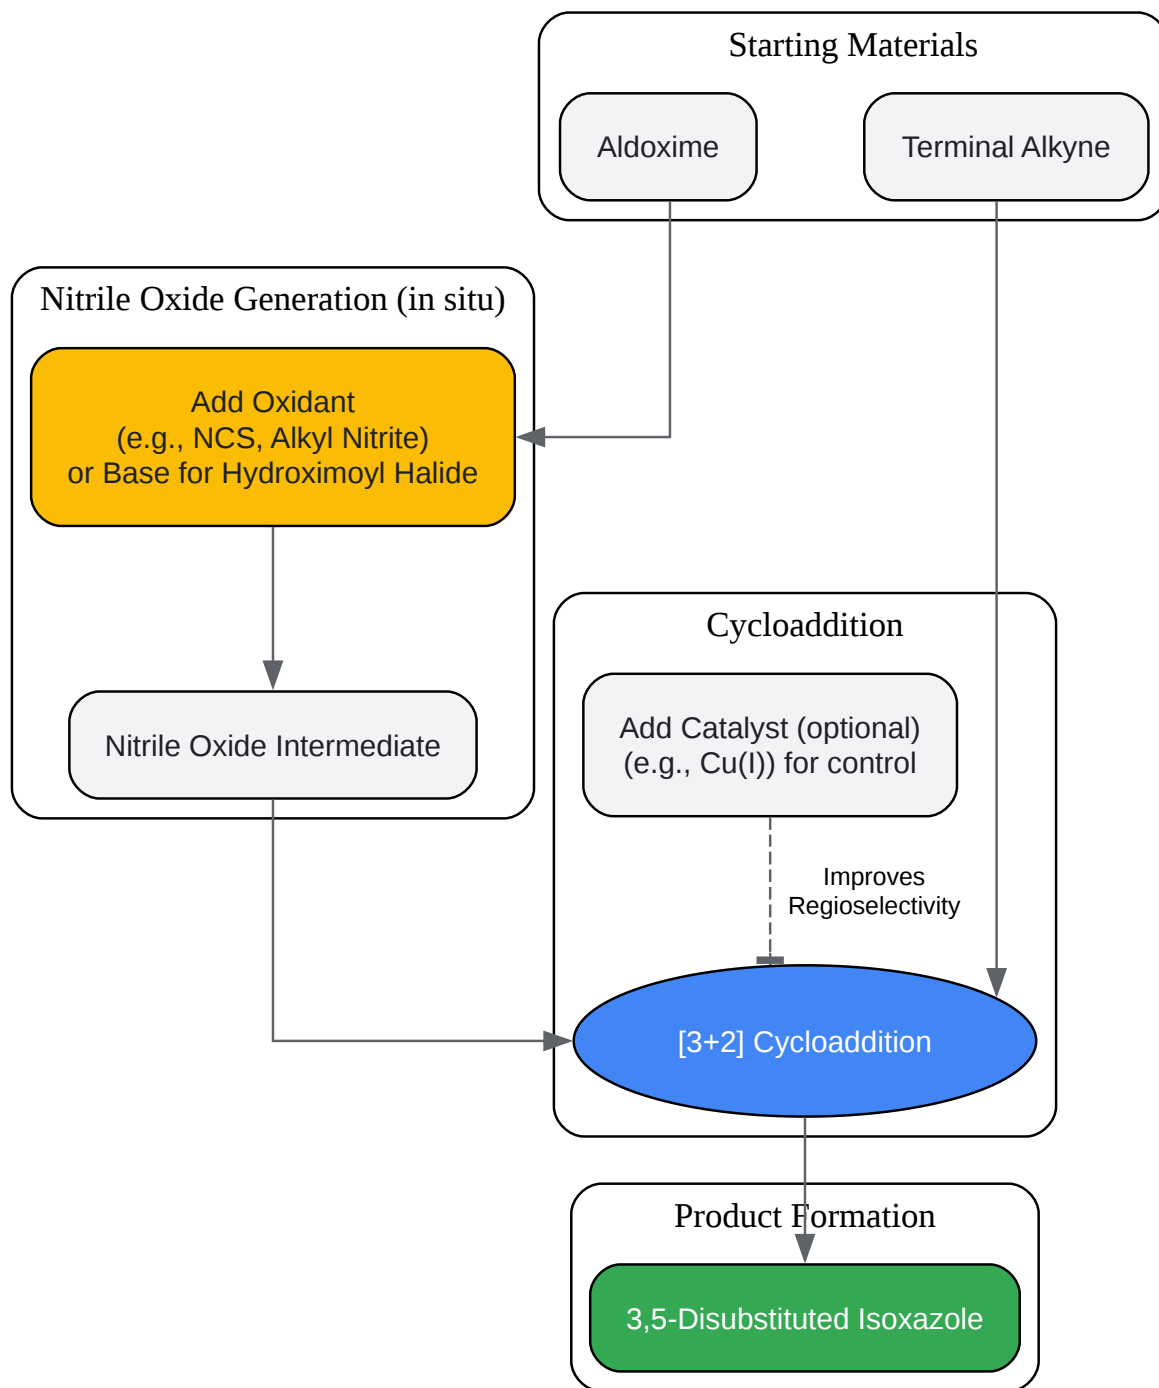 Starting Materials
Aldoxime
Terminal Alkyne
Nitrile Oxide Generation (in situ)
Add Oxidant
(e.g., NCS, Alkyl Nitrite)
or Base for Hydroximoyl Halide
Nitrile Oxide Intermediate
Cycloaddition
Add Catalyst (optional)
(e.g., Cu(I)) for control
Improves
Regioselectivity
[3+2] Cycloaddition
Product Formation
3,5-Disubstituted Isoxazole